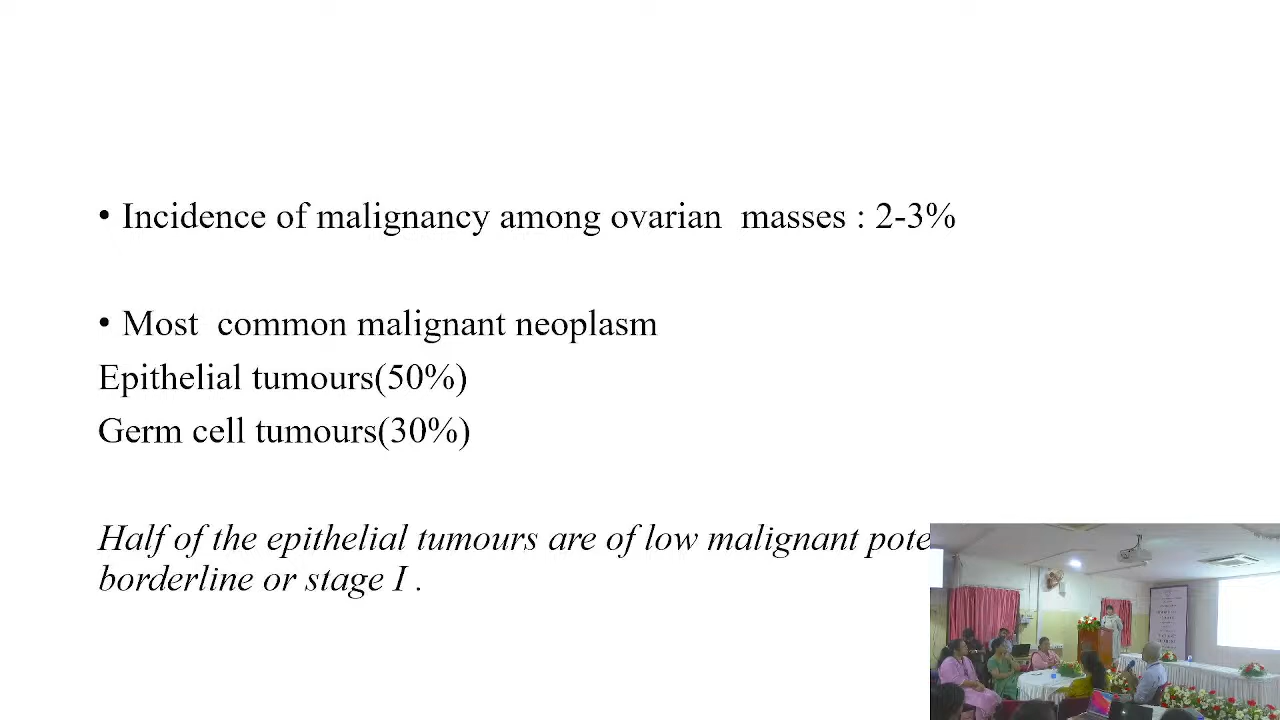 • Incidence of malignancy among ovarian masses : 2-3%
• Most common malignant neoplasm
Epithelial tumours(50%)
Germ cell tumours(30%)
Half of the epithelial tumours are of low malignant pote
borderline or stage I .